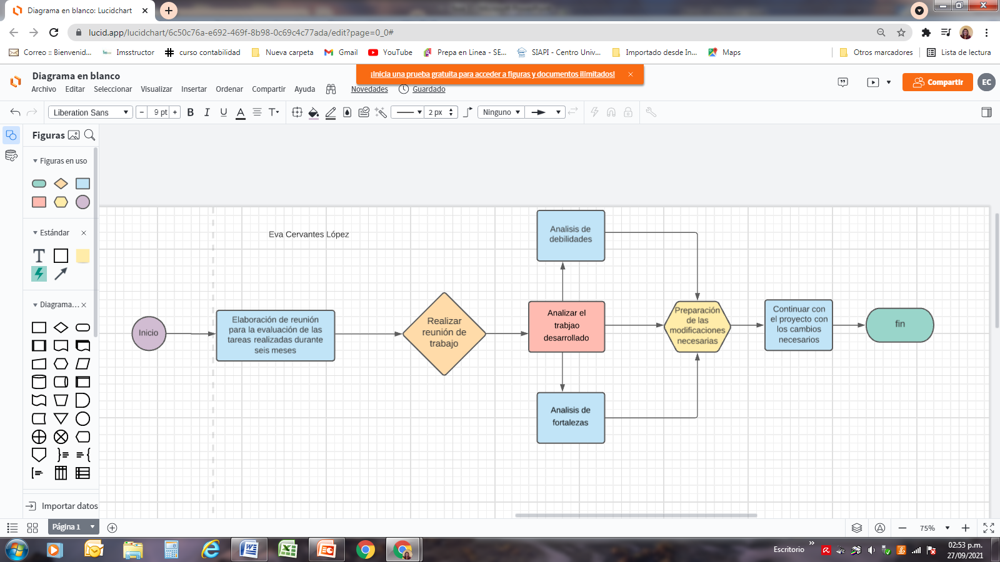 Diagrama en blanco: Lucidchart
lucid.app/lucidchart/6c50c76a-e692-469f-8b98-0c69c4c77ada/edit?page=0_0#
Correo :: Bienvenid...
Imsstructor
curso contabilidad
Nueva carpeta
Gmail
YouTube
Prepa en Linea - SE...
SIAPI - Centro Univ...
Importado desde In...
Maps
Otros marcadores
Lista de lectura
Diagrama en blanco
¡Inicia una prueba gratuita para acceder a figuras y documentos ilimitados!
Compartir
EC
Archivo
Editar
Seleccionar
Visualizar
Insertar
Ordenar
Compartir
Ayuda
Novedades
Guardado
Liberation Sans
9 pt
B
I
U
A
T
2 px
Ninguno
Figuras
Figuras en uso
Estándar
T
Diagrama...
Importar datos
Eva Cervantes López
Inicio
Elaboración de reunión
para la evaluación de las
tareas realizadas durante
seis meses
Realizar
reunión de
trabajo
Analisis de
debilidades
Analizar el
trabjao
desarrollado
Analisis de
fortalezas
Preparación
de las
modificaciones
necesarias
Continuar con
el proyecto con
los cambios
necesarios
fin
Página 1
75%
Escritorio
02:53 p.m.
27/09/2021